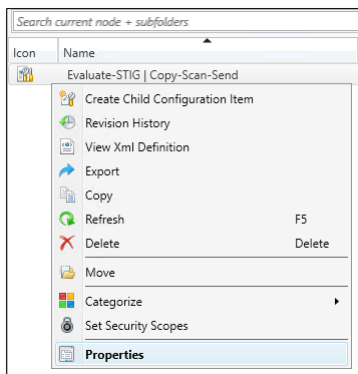 Search current node + subfolders
Icon Name
Evaluate-STIG | Copy-Scan-Send
Create Child Configuration Item
Revision History
View Xml Definition
Export
Copy
Refresh F5
Delete Delete
Move
Categorize
Set Security Scopes
Properties